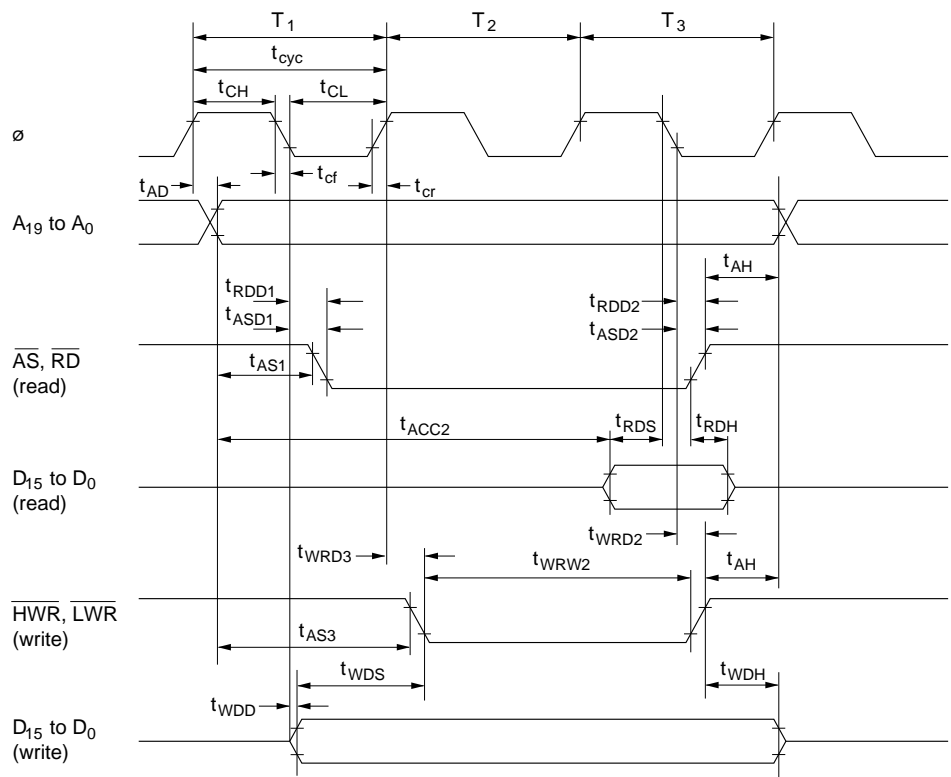 T1 T2 T3
tcyc
tCH tCL
ø
tAD tcf tcr
A19 to A0
tAH
tRDD1 tRDD2
tASD1 tASD2
AS, RD
(read)
tAS1
tACC2 tRDS tRDH
D15 to D0
(read)
tWRD3 tWRW2 tWRD2 tAH
HWR, LWR
(write)
tAS3
tWDS tWDH
tWDD
D15 to D0
(write)